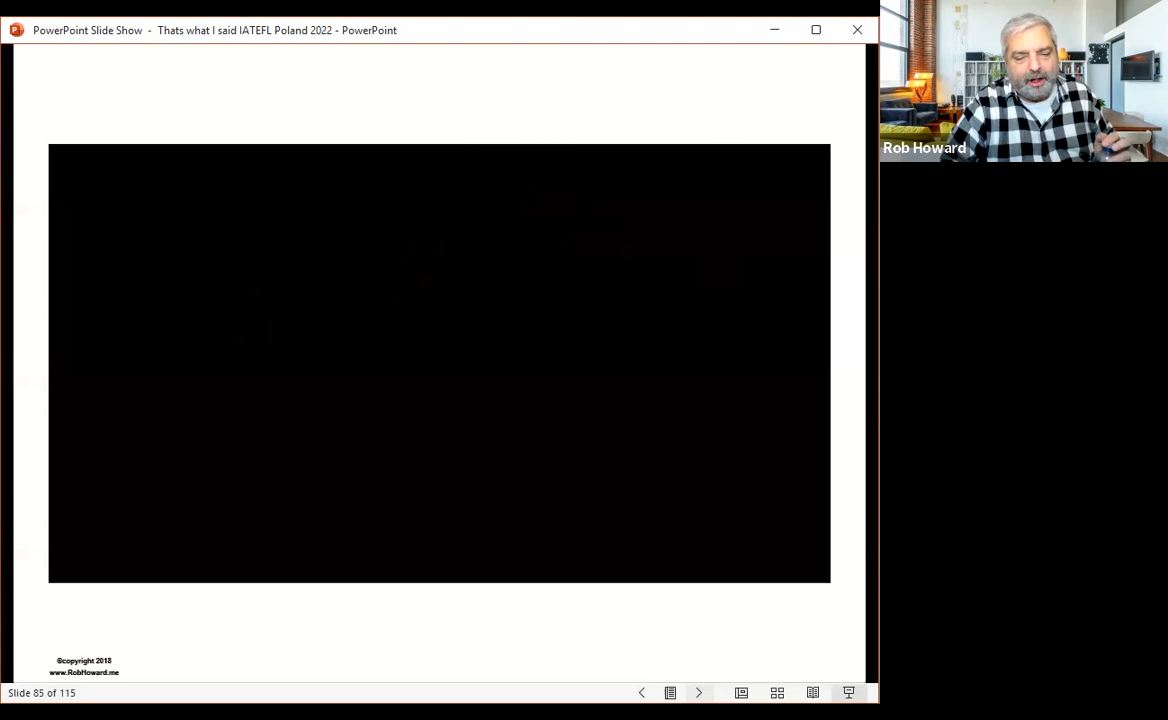 PowerPoint Slide Show - Thats what I said IATEFL Poland 2022 - PowerPoint
Rob Howard
©copyright 2018
www.RobHoward.me
Slide 85 of 115